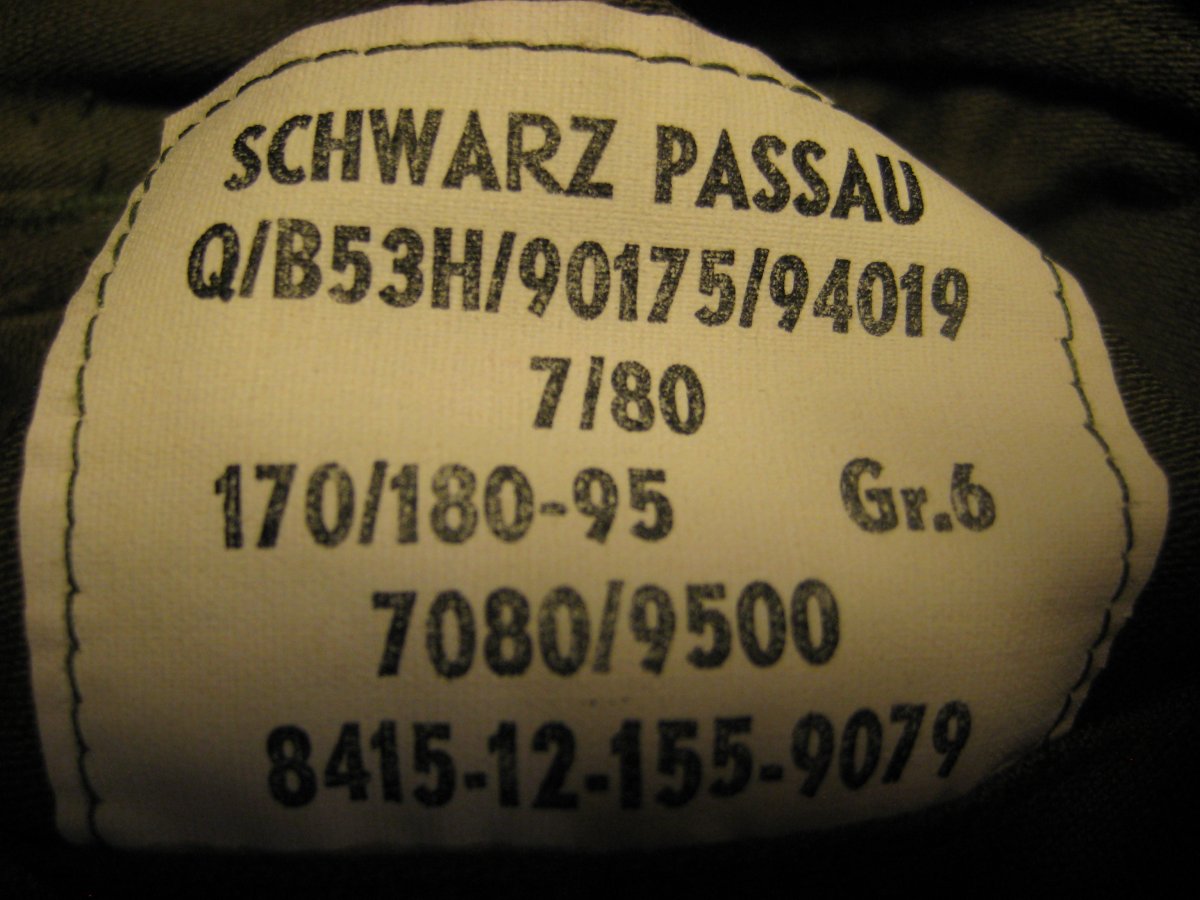 SCHWARZ PASSAU
Q/B53H/90175/94019
7/80
170/180-95 Gr.6
7080/9500
8415-12-155-9079